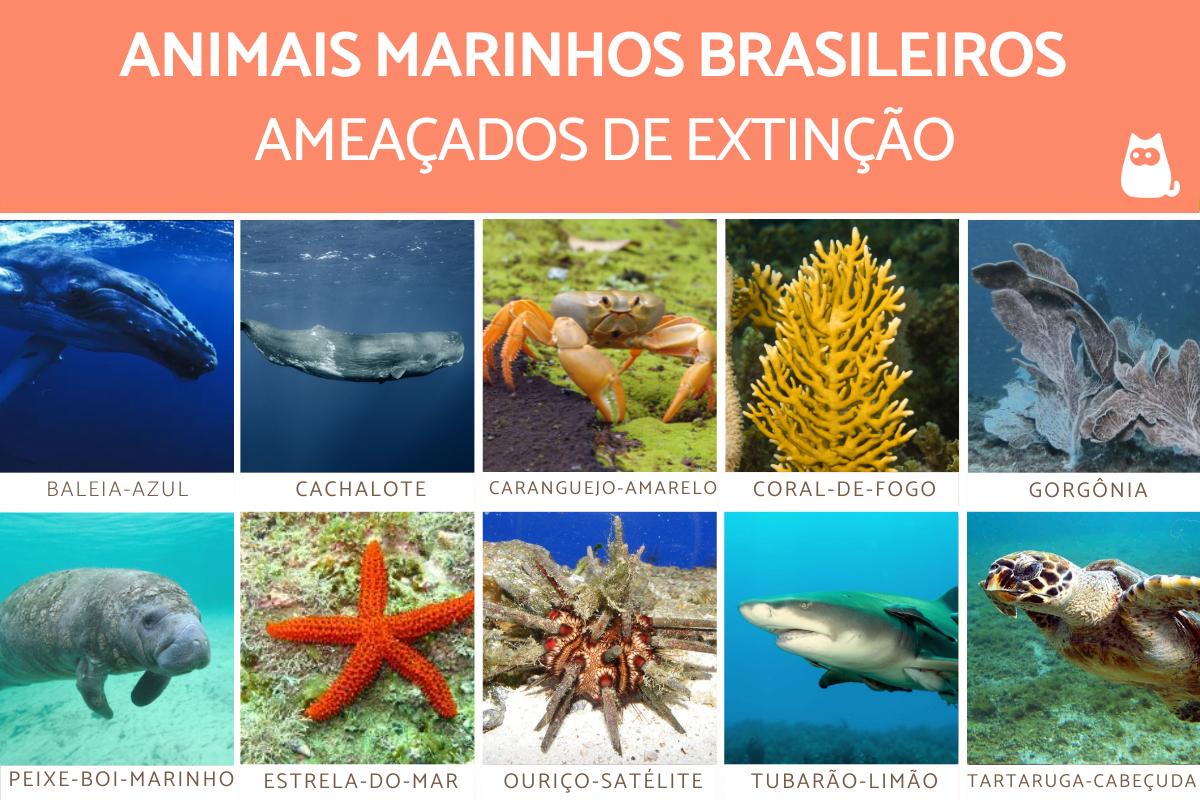 ANIMAIS MARINHOS BRASILEIROS
AMEAÇADOS DE EXTINÇÃO
BALEIA-AZUL
CACHALOTE
CARANGUEJO-AMARELO
CORAL-DE-FOGO
GORGÔNIA
PEIXE-BOI-MARINHO
ESTRELA-DO-MAR
OURIÇO-SATÉLITE
TUBARÃO-LIMÃO
TARTARUGA-CABEÇUDA